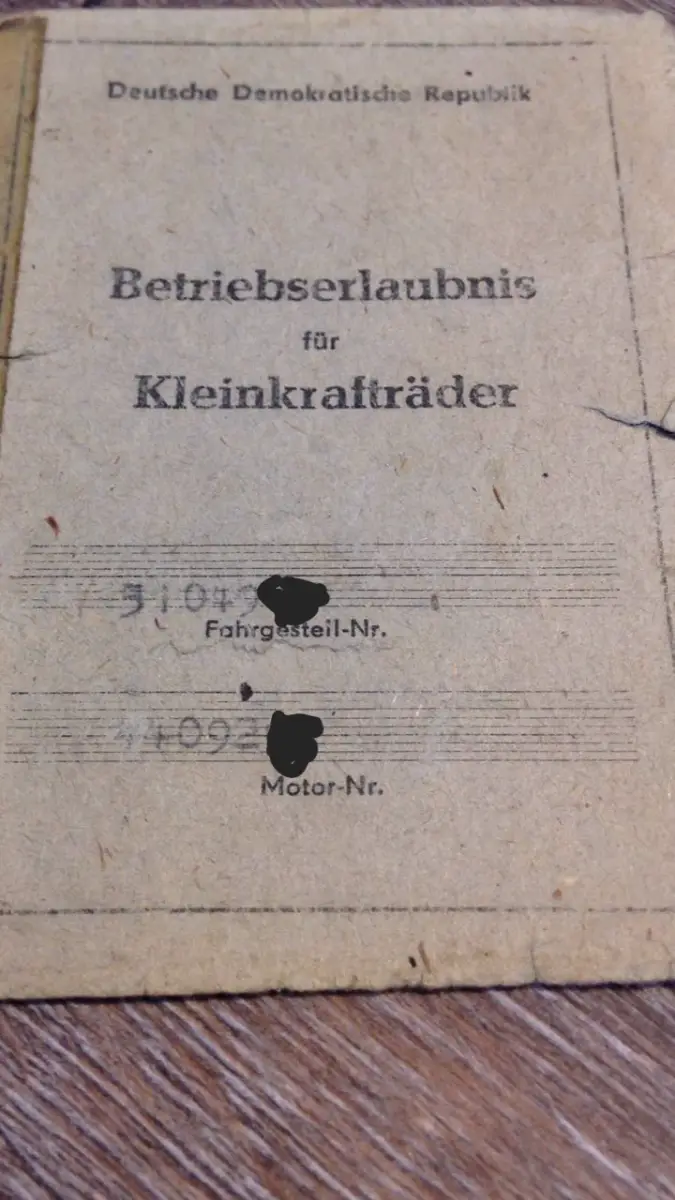 Deutsche Demokratische Republik
Betriebserlaubnis
für
Kleinkrafträder
Fahrgestell-Nr.
Motor-Nr.